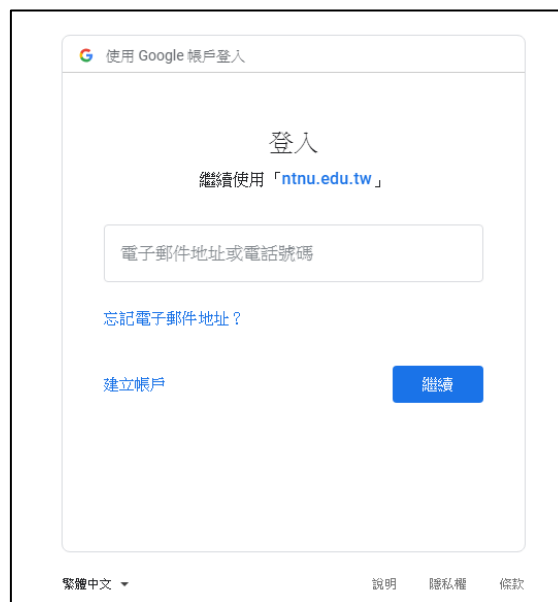 使用 Google 帳戶登入
登入
繼續使用「ntnu.edu.tw」
電子郵件地址或電話號碼
忘記電子郵件地址？
建立帳戶 繼續
繁體中文 說明 隱私權 條款